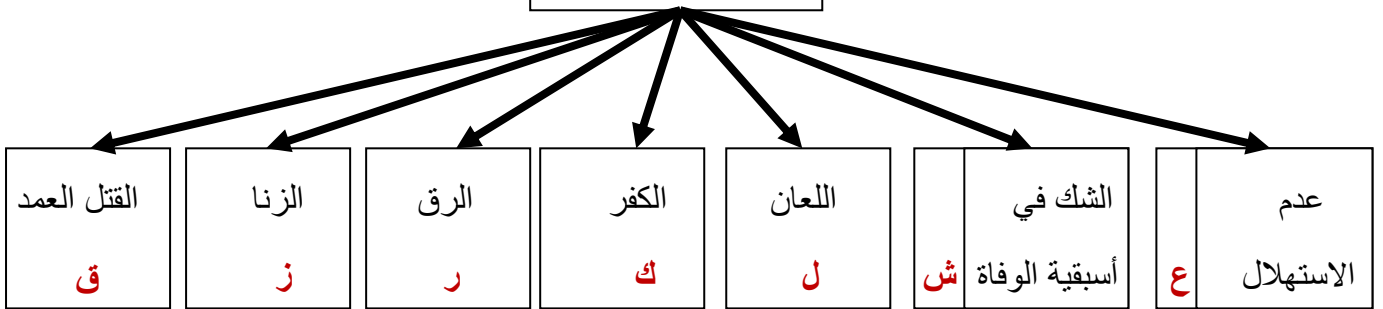 عدم
الاستهلال
ع
الشك في
أسبقية الوفاة
ش
اللعان
ل
الكفر
ك
الرق
ر
الزنا
ز
القتل العمد
ق